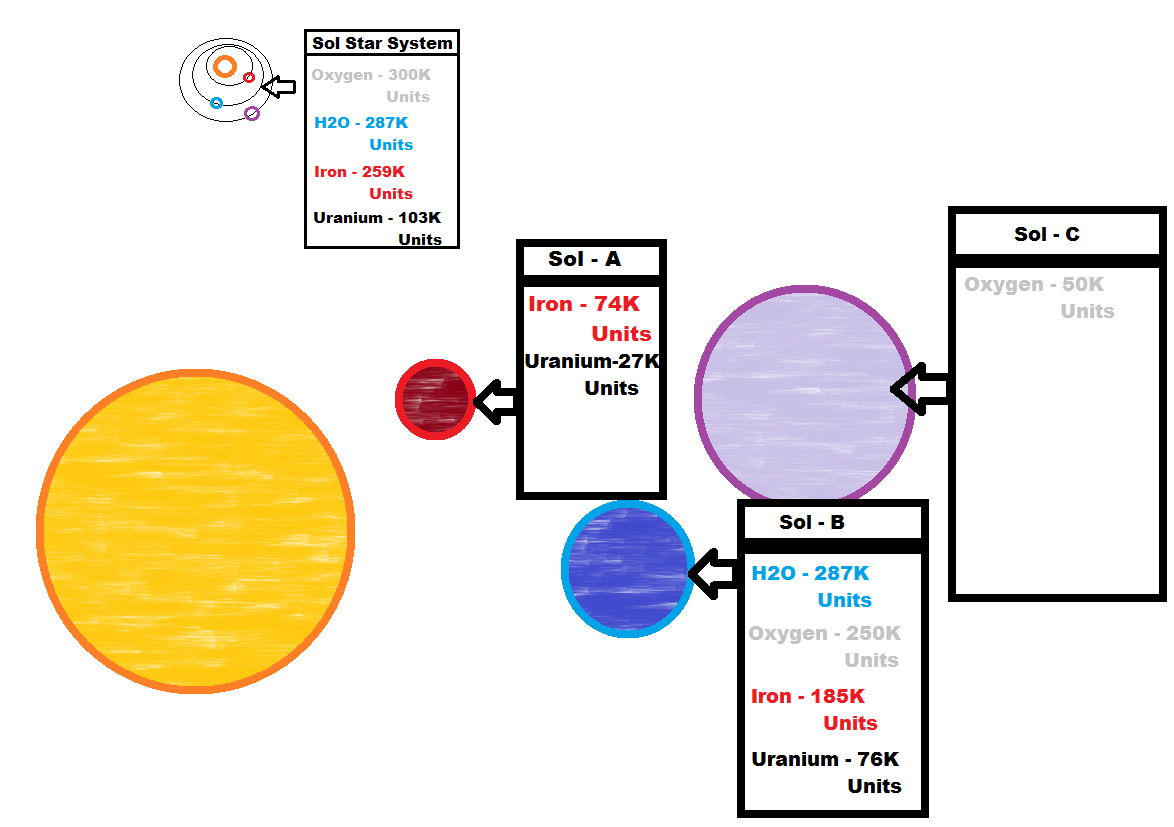 Sol Star System
Oxygen - 300K
Units
H2O - 287K
Units
Iron - 259K
Units
Uranium - 103K
Units
Sol - A
Iron - 74K
Units
Uranium-27K
Units
Sol - C
Oxygen - 50K
Units
Sol - B
H2O - 287K
Units
Oxygen - 250K
Units
Iron - 185K
Units
Uranium - 76K
Units